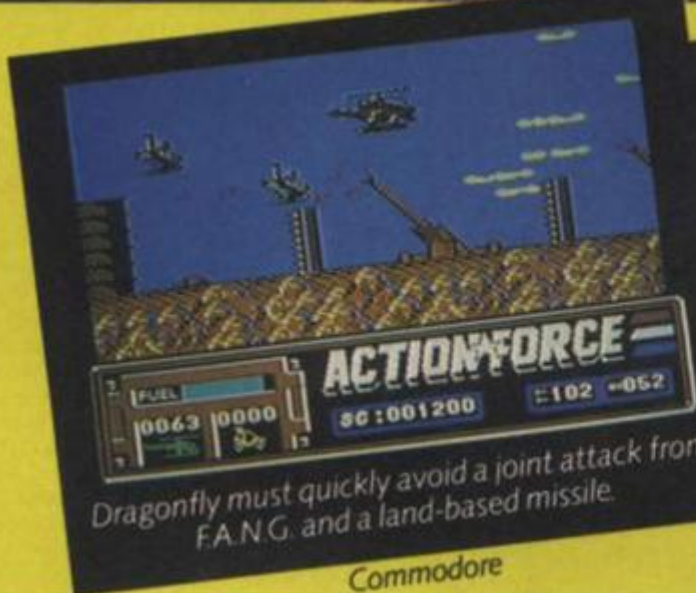 ACTION FORCE
FUEL
0063 0000
SC:001200
102 052
Dragonfly must quickly avoid a joint attack from
F.A.N.G. and a land-based missile.
Commodore